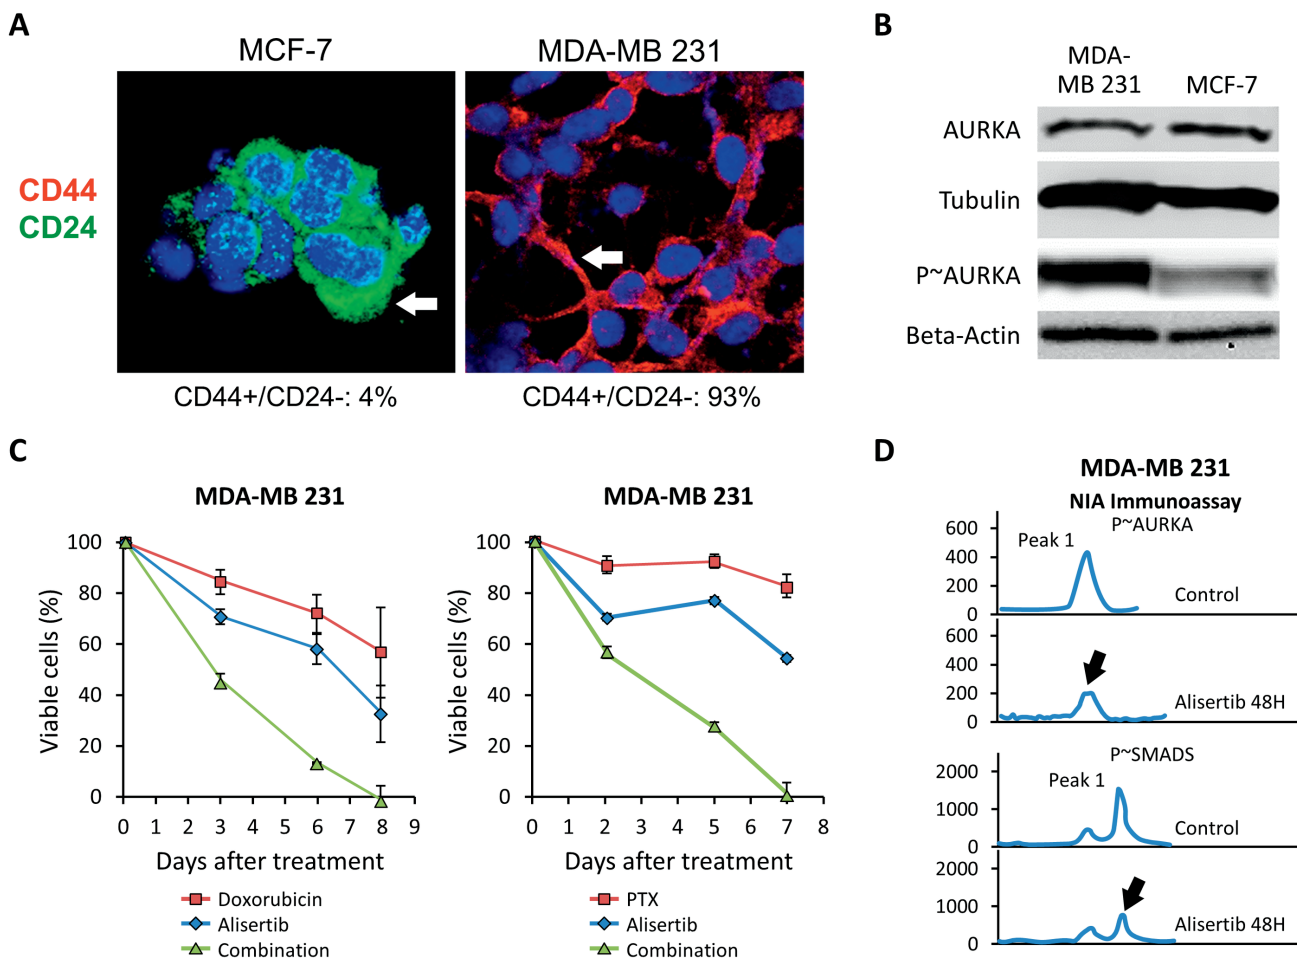 A
MCF-7
MDA-MB 231
CD44
CD24
CD44+/CD24-: 4%
CD44+/CD24-: 93%
B
MDA-
MB 231
MCF-7
AURKA
Tubulin
P~AURKA
Beta-Actin
C
MDA-MB 231
100
80
60
40
20
0
Viable cells (%)
0 1 2 3 4 5 6 7 8 9
Days after treatment
Doxorubicin
Alisertib
Combination
MDA-MB 231
100
80
60
40
20
0
Viable cells (%)
0 1 2 3 4 5 6 7 8
Days after treatment
PTX
Alisertib
Combination
D
MDA-MB 231
NIA Immunoassay
P~AURKA
600
400
200
0
Peak 1
Control
600
400
200
0
Alisertib 48H
P~SMADS
2000
1000
0
Peak 1
Control
2000
1000
0
Alisertib 48H